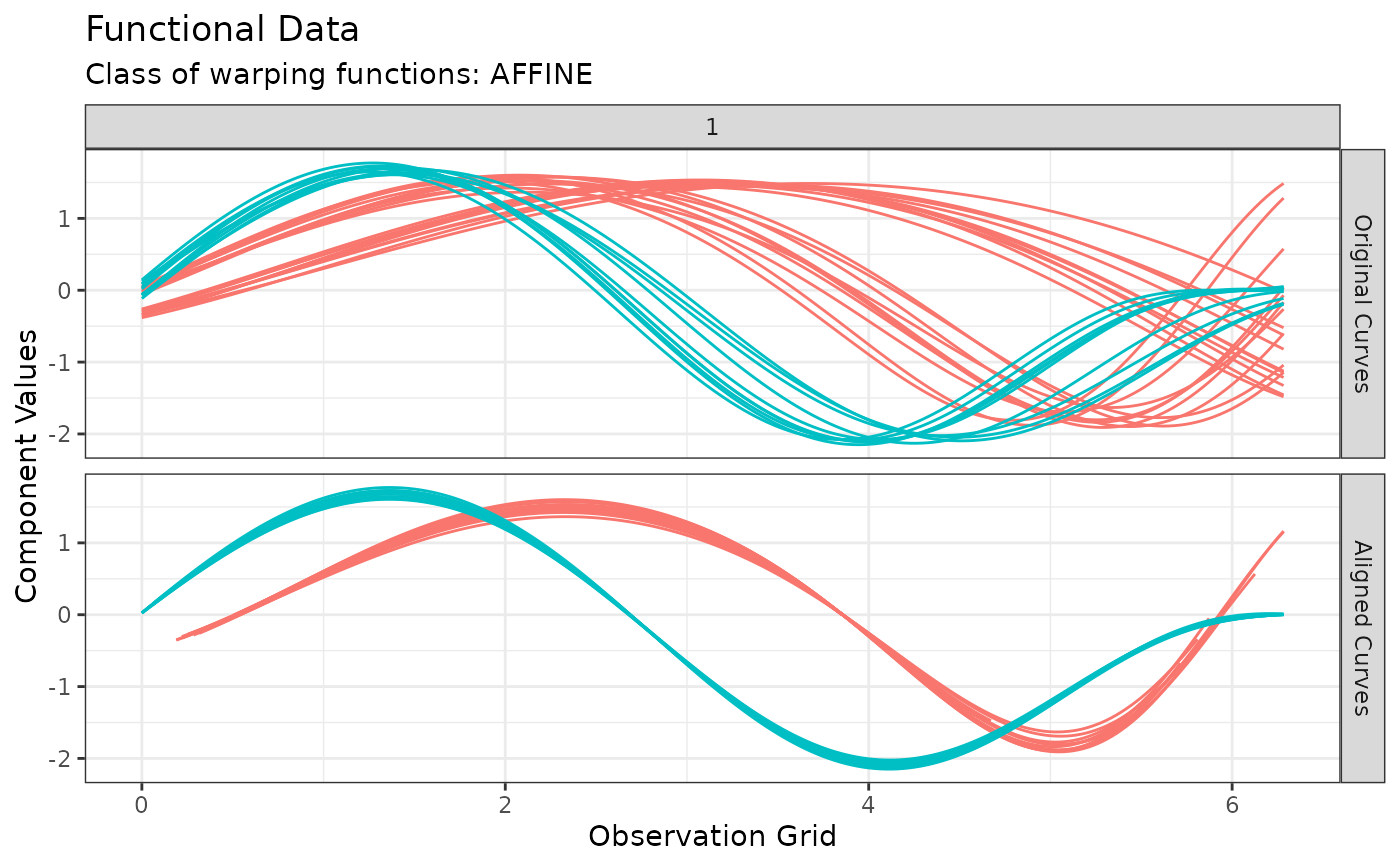 Functional Data
Class of warping functions: AFFINE
1
Component Values
1
0
-1
-2
Original Curves
1
0
-1
-2
Aligned Curves
0 2 4 6
Observation Grid